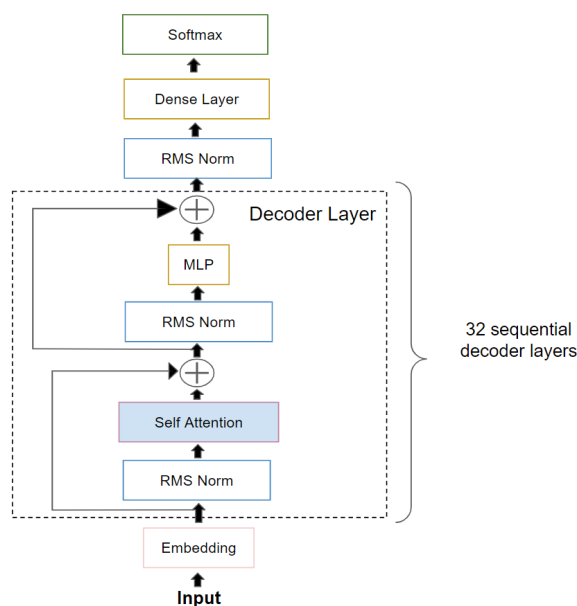 Softmax
Dense Layer
RMS Norm
Decoder Layer
MLP
RMS Norm
32 sequential
decoder layers
Self Attention
RMS Norm
Embedding
Input